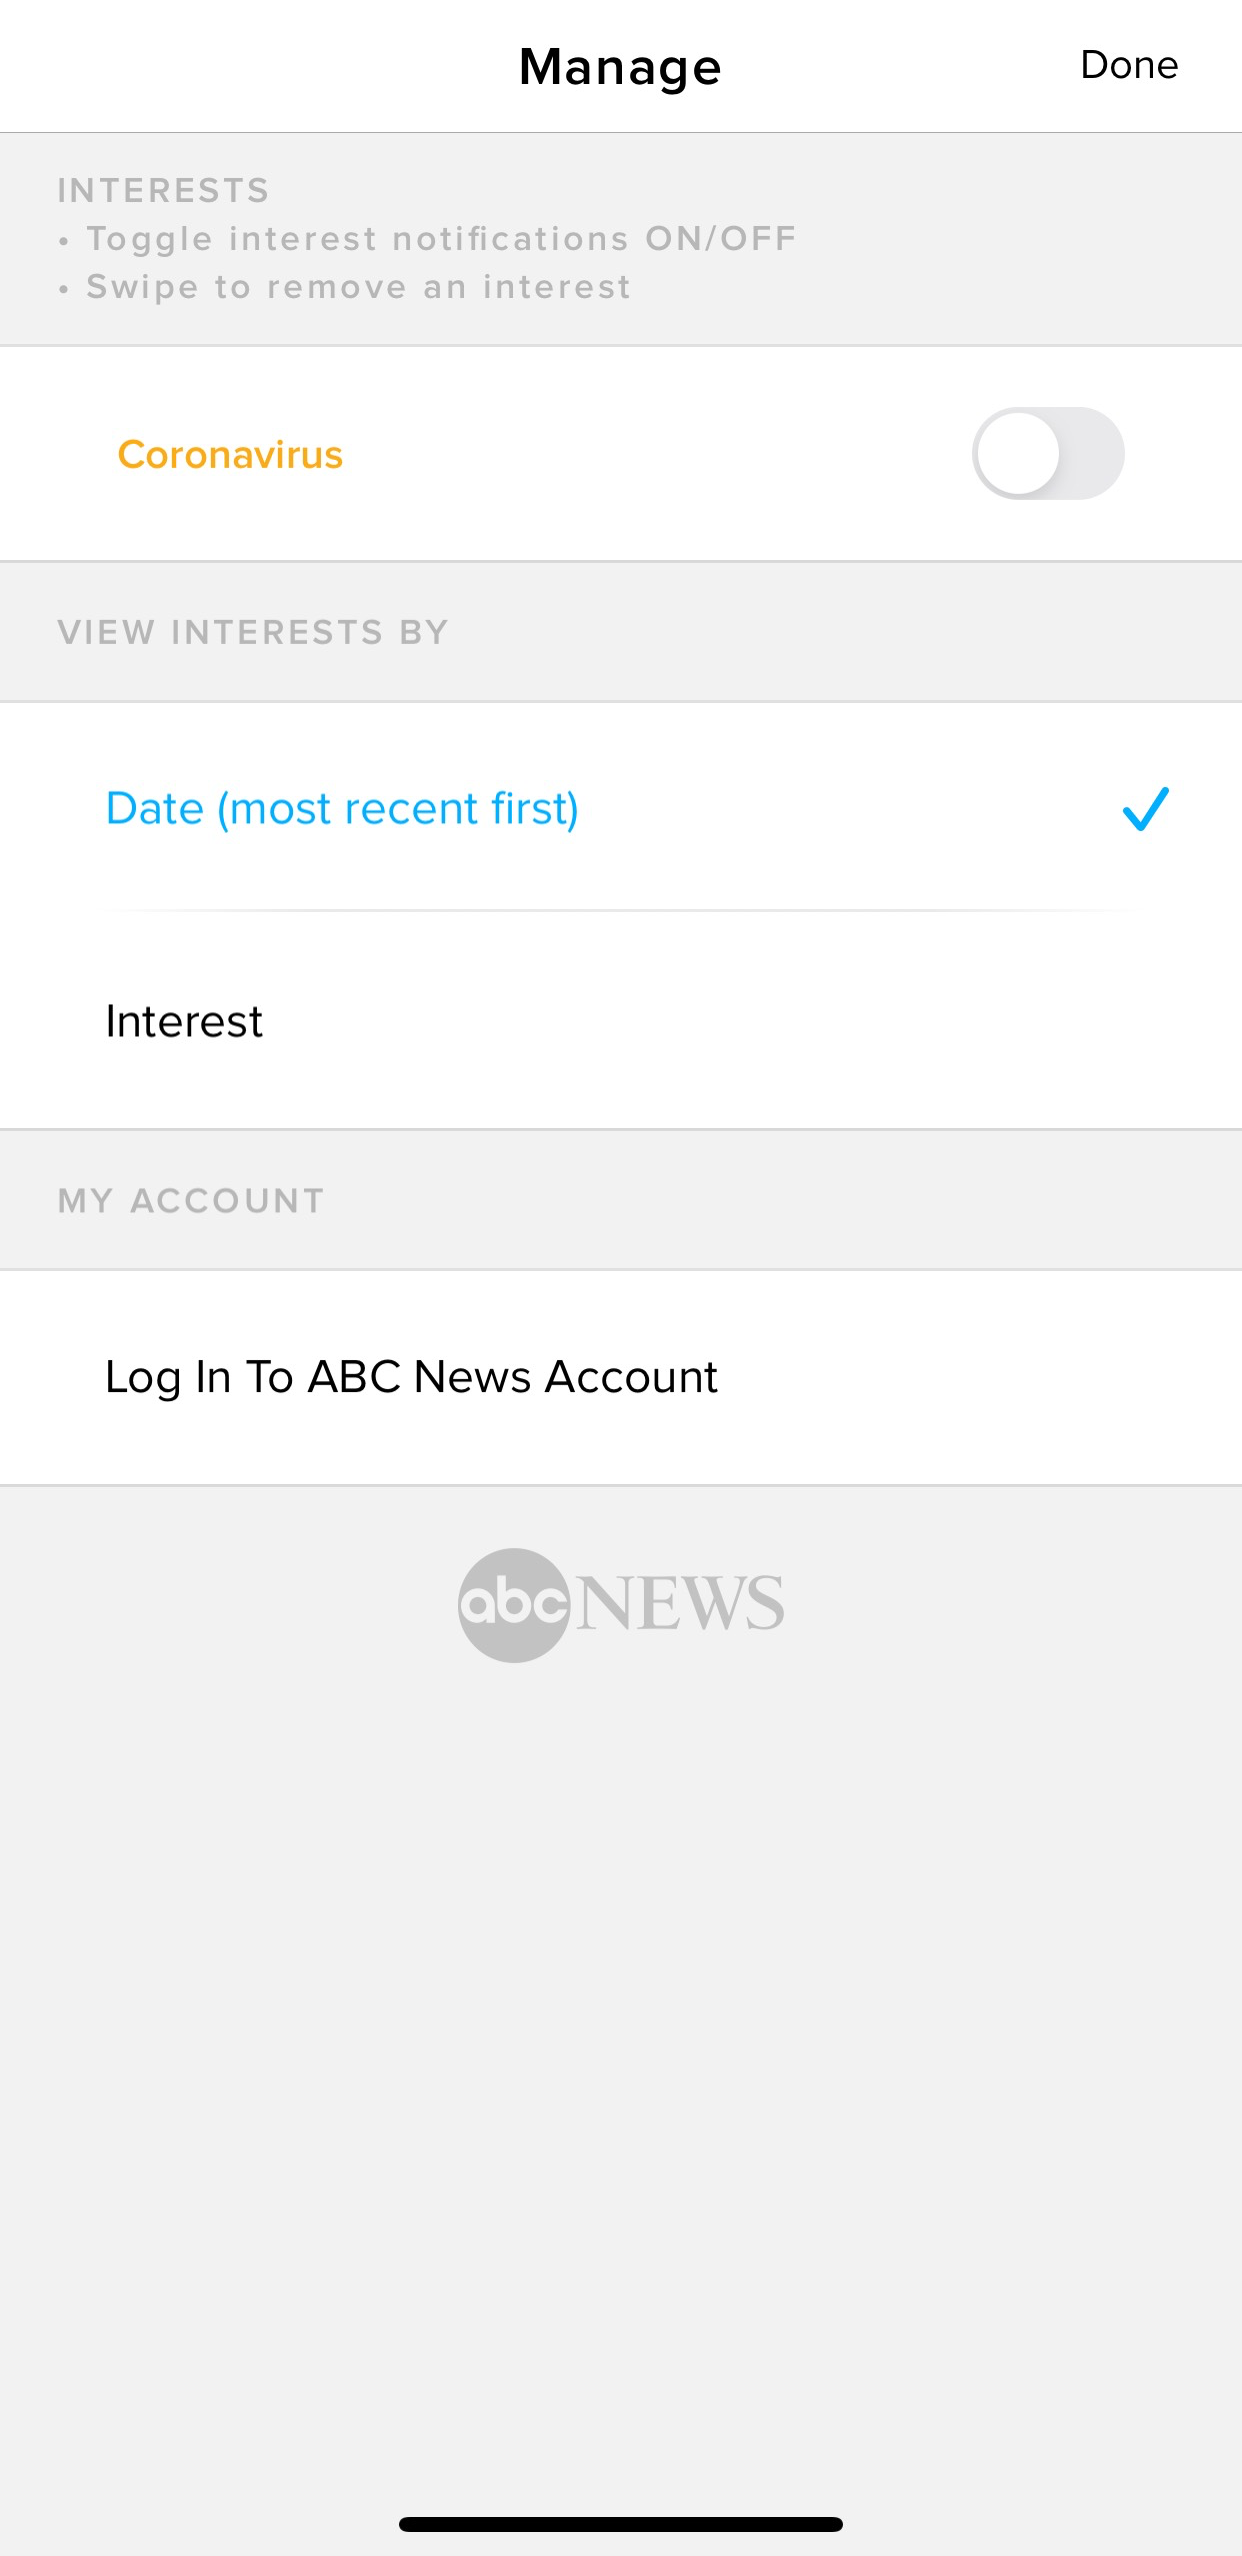 Manage
Done
INTERESTS
• Toggle interest notifications ON/OFF
• Swipe to remove an interest
Coronavirus
VIEW INTERESTS BY
Date (most recent first)
Interest
MY ACCOUNT
Log In To ABC News Account
abc NEWS